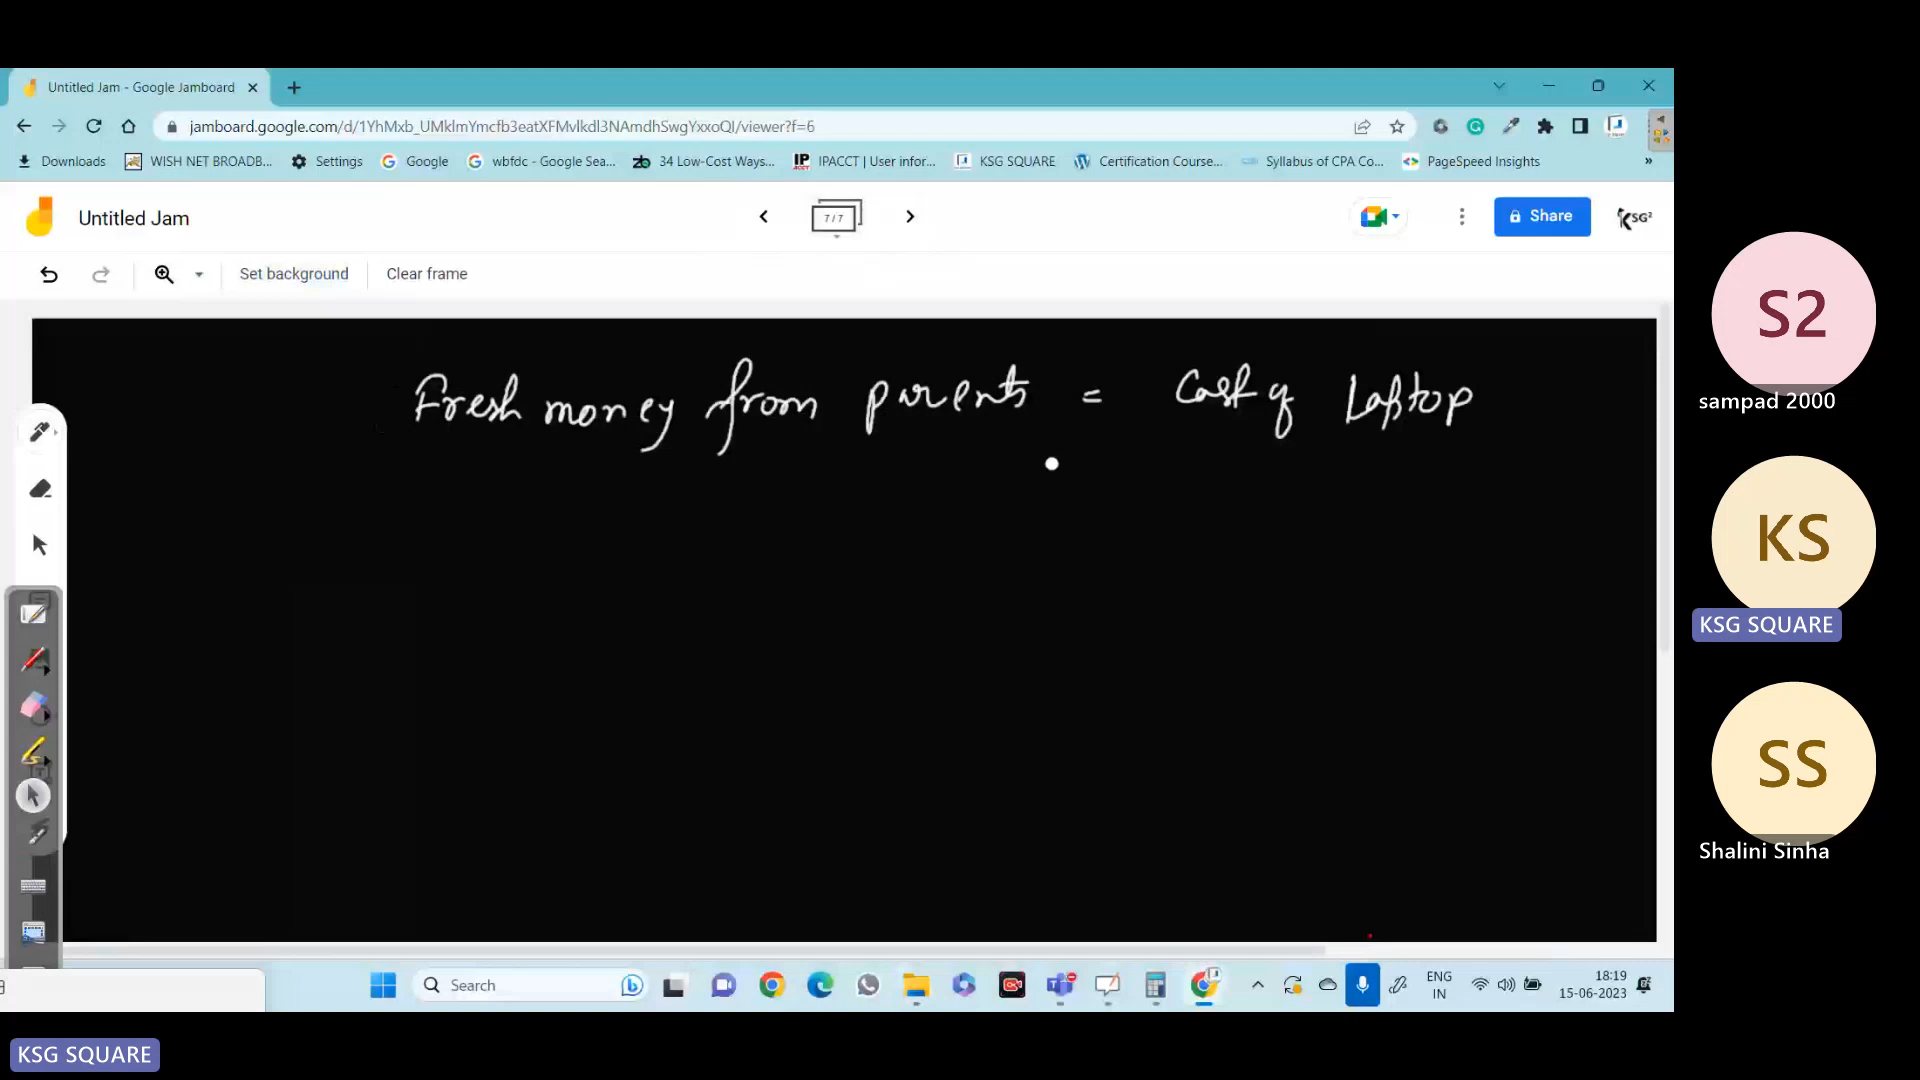 Untitled Jam - Google Jamboard
jamboard.google.com/d/1YhMxb_UMklmYmcfb3eatXFMvlkdl3NAmdhSwgYxxoQI/viewer?f=6
Downloads WISH NET BROADB... Settings Google wbfdc - Google Sea... 34 Low-Cost Ways... IPACCT | User infor... KSG SQUARE Certification Course... Syllabus of CPA Co... PageSpeed Insights »
Untitled Jam 7 / 7 Share KSG²
Set background Clear frame
Fresh money from parents = Cost of Laptop
S2
sampad 2000
KS
KSG SQUARE
SS
Shalini Sinha
Search ENG IN 18:19 15-06-2023
KSG SQUARE